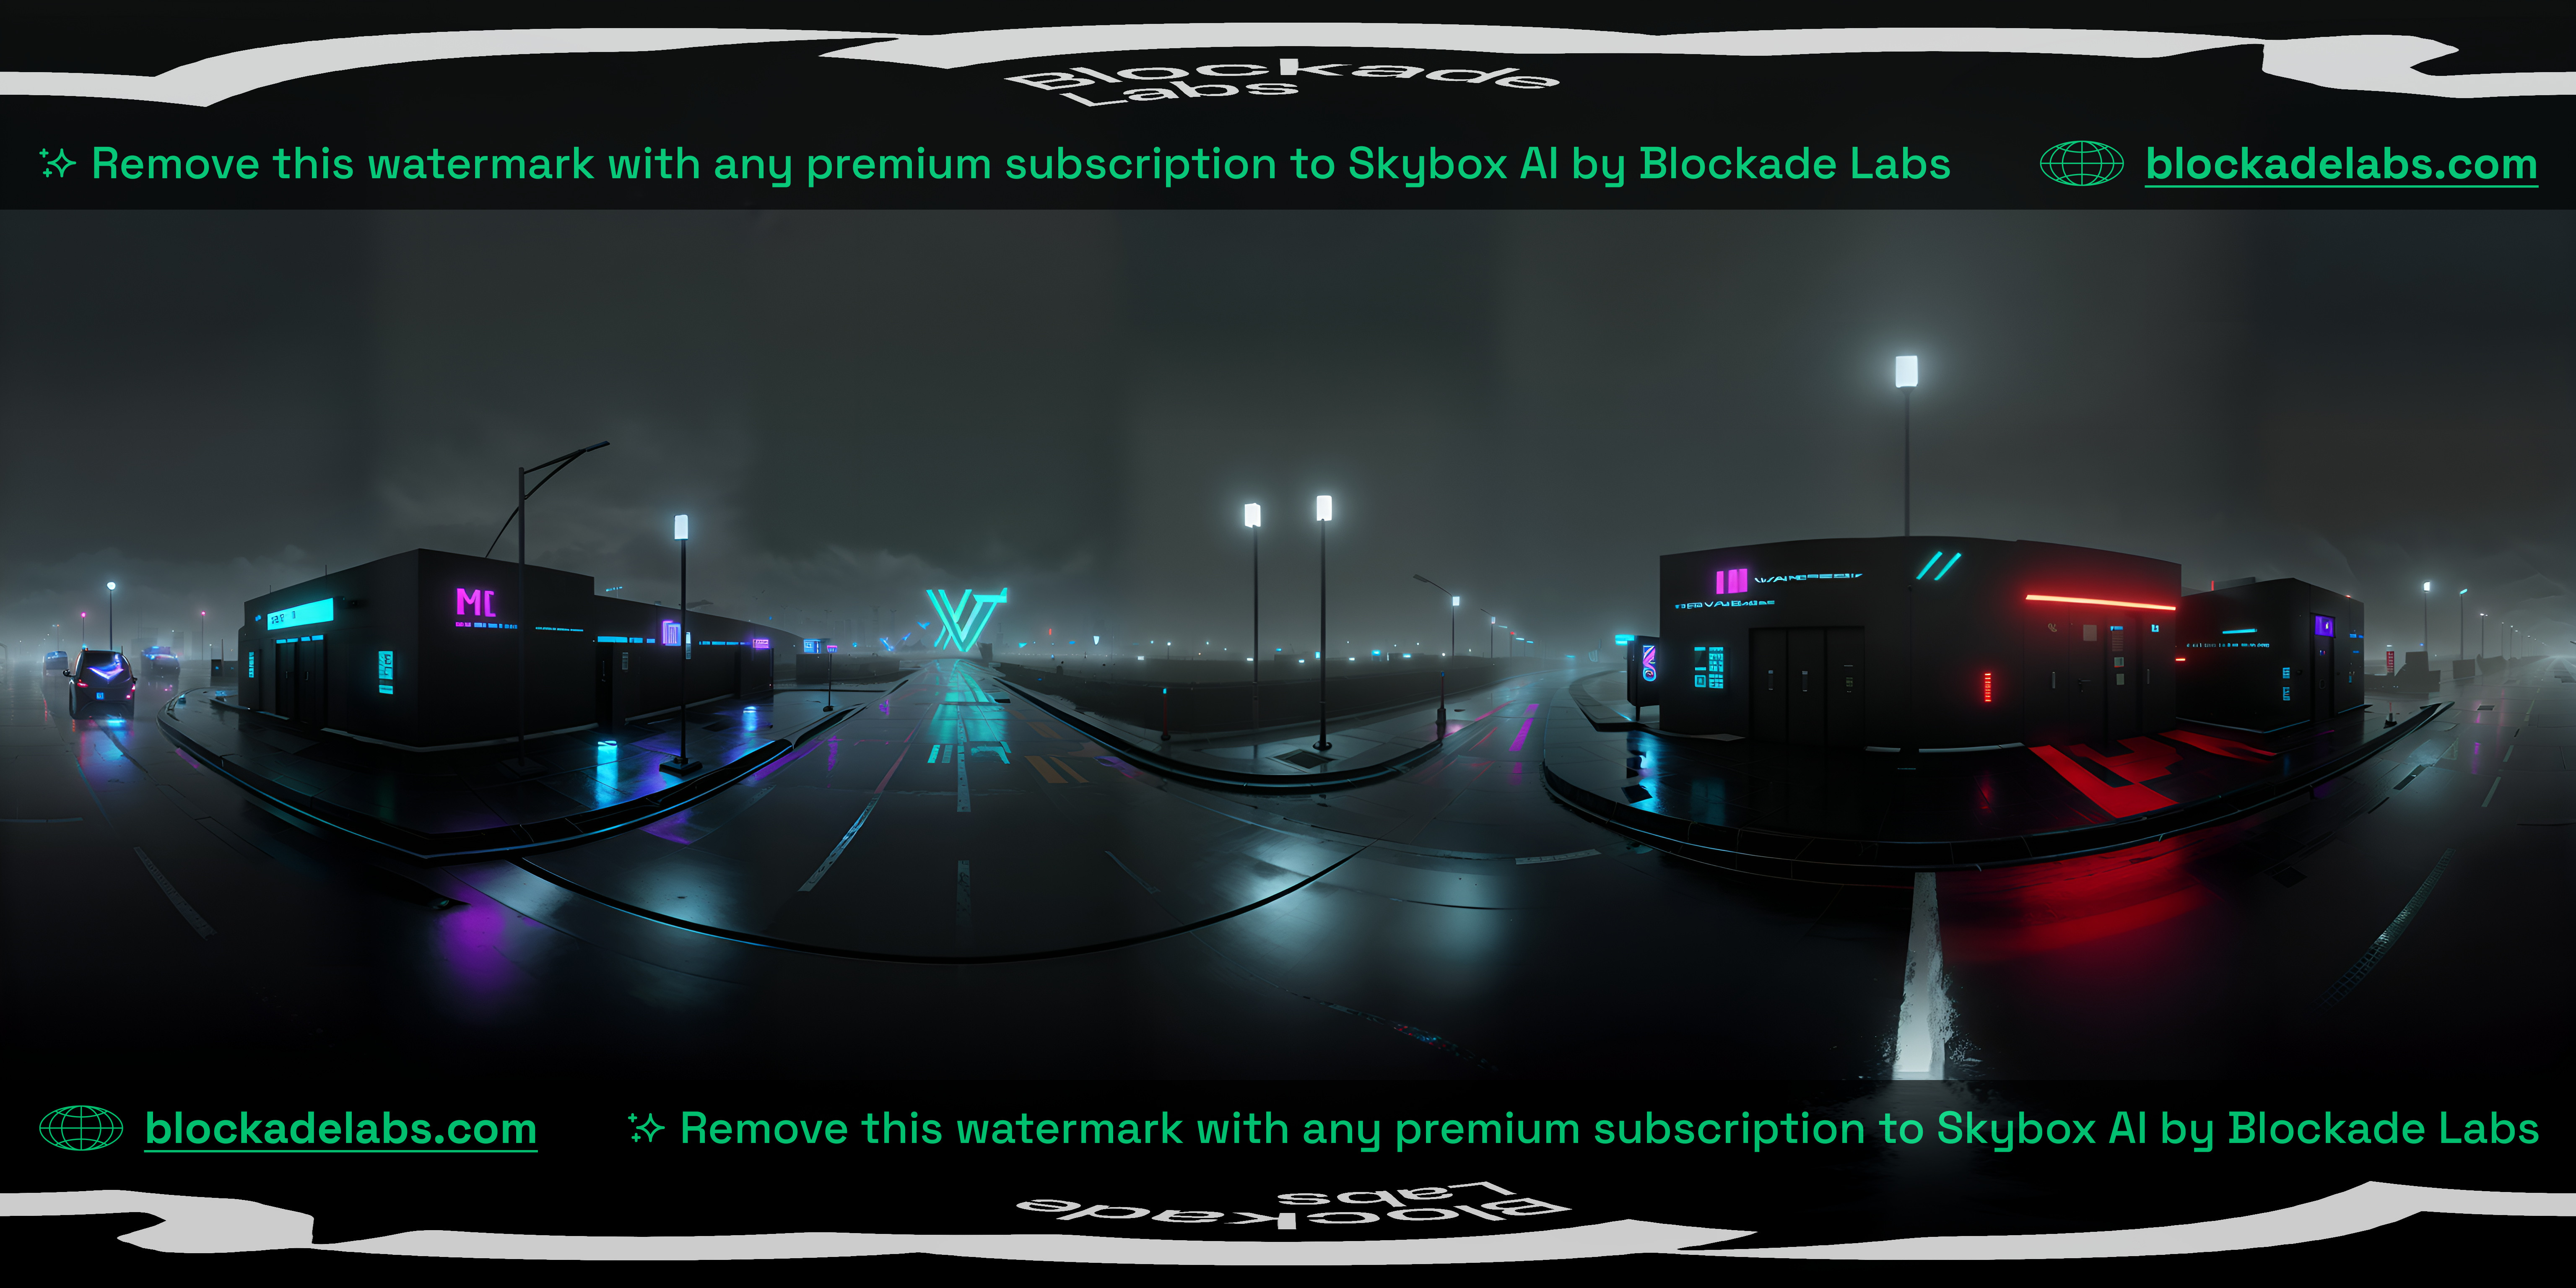 Blockade
Labs
Remove this watermark with any premium subscription to Skybox AI by Blockade Labs
blockadelabs.com
MC
blockadelabs.com
Remove this watermark with any premium subscription to Skybox AI by Blockade Labs
Labs
Blockade